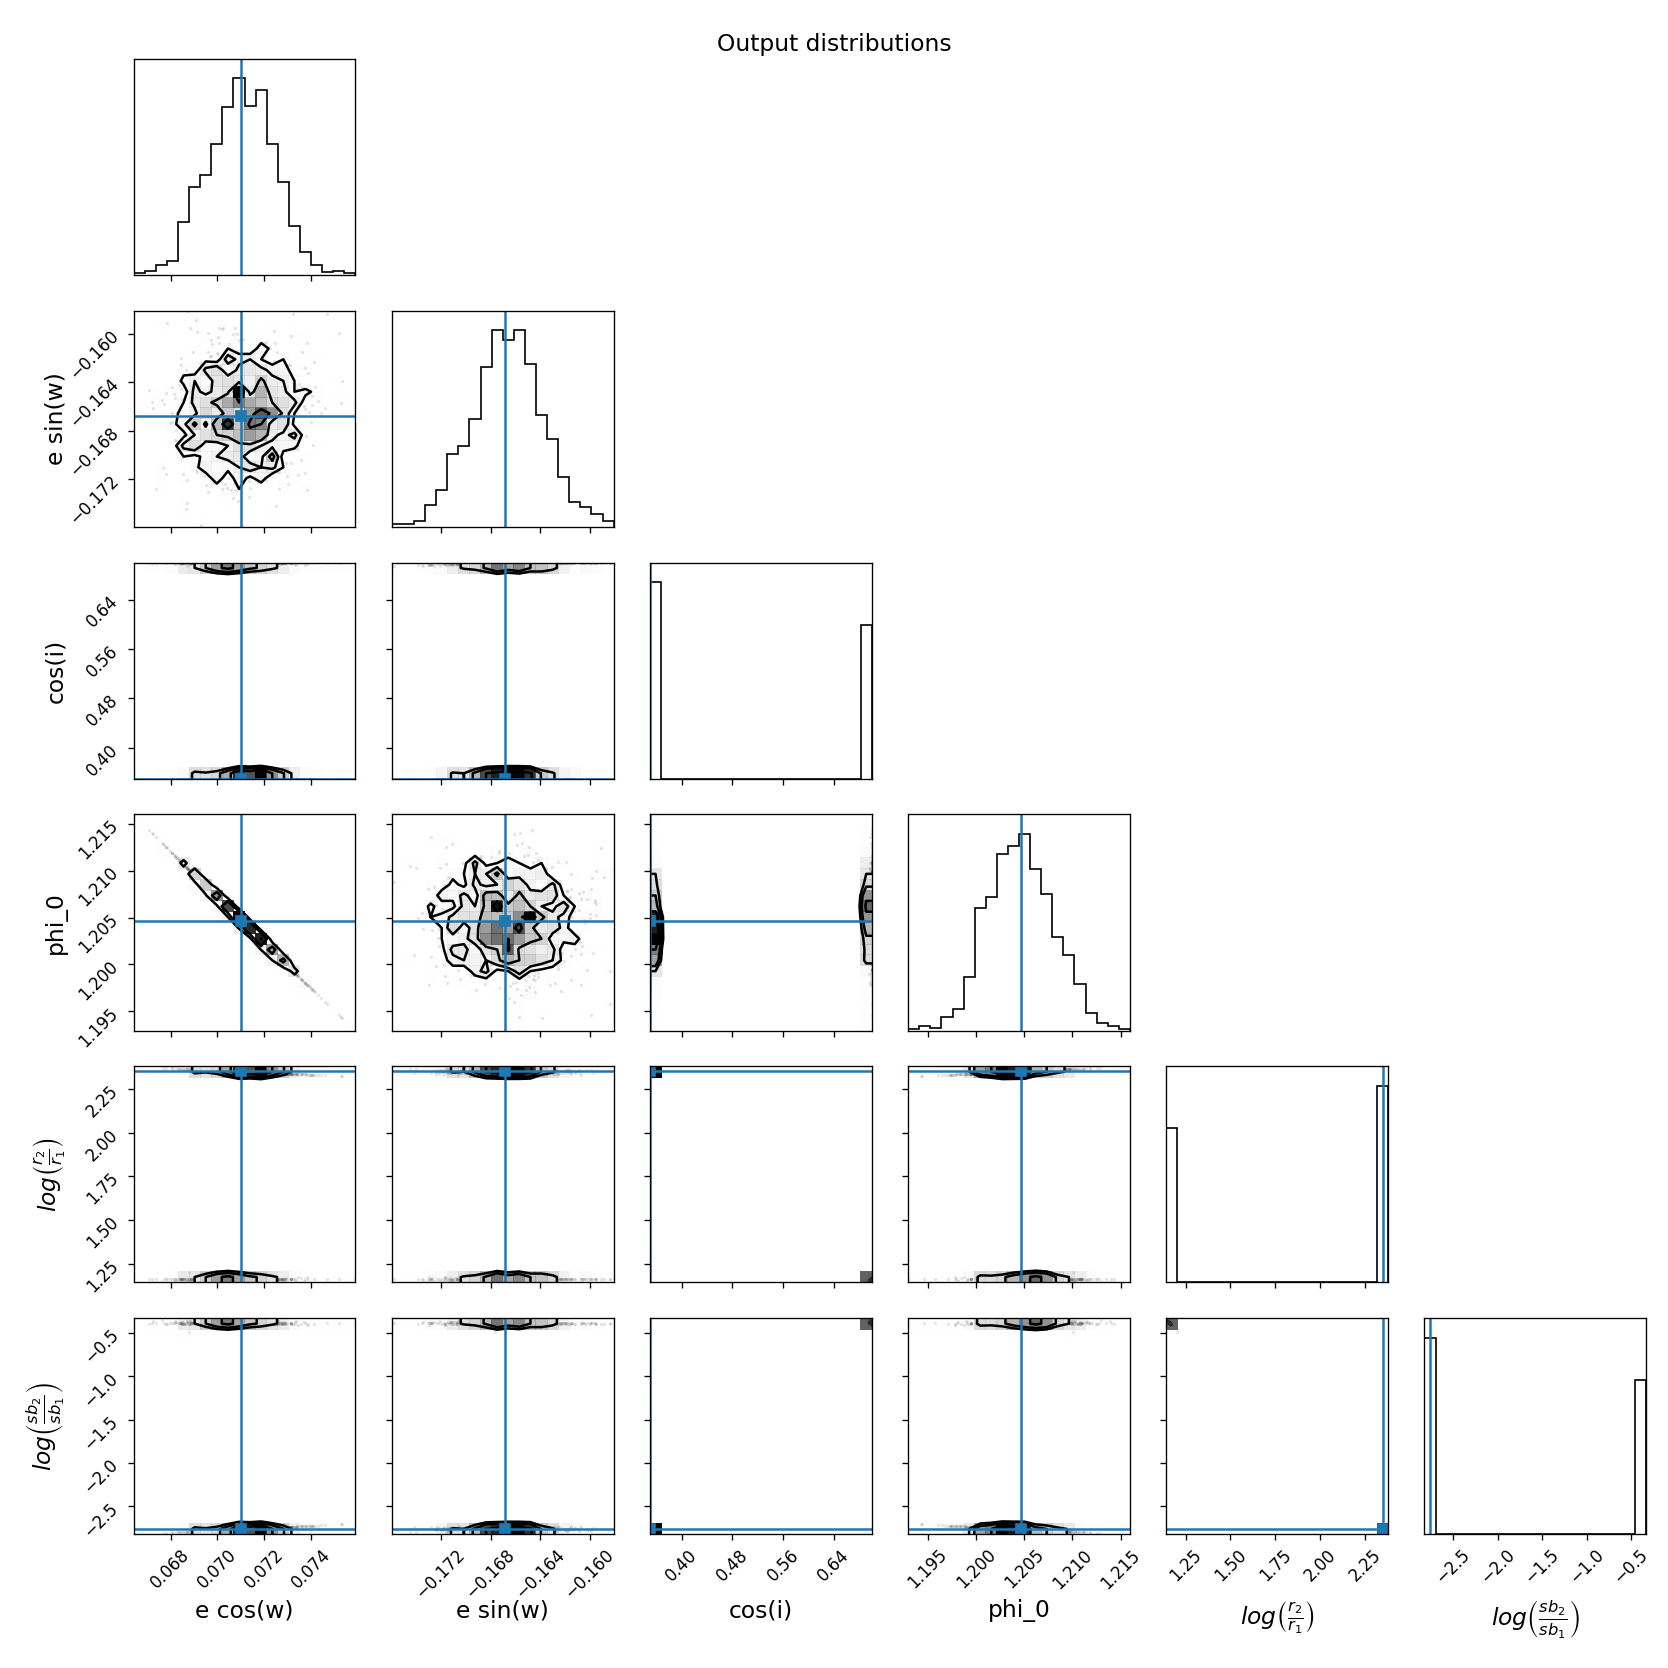 Output distributions
e sin(w)
−0.160
−0.164
−0.168
−0.172
cos(i)
0.64
0.56
0.48
0.40
phi_0
1.215
1.210
1.205
1.200
1.195
log(r₂/r₁)
2.25
2.00
1.75
1.50
1.25
log(sb₂/sb₁)
−0.5
−1.0
−1.5
−2.0
−2.5
0.068 0.070 0.072 0.074
−0.172 −0.168 −0.164 −0.160
0.40 0.48 0.56 0.64
1.195 1.200 1.205 1.210 1.215
1.25 1.50 1.75 2.00 2.25
−2.5 −2.0 −1.5 −1.0 −0.5
e cos(w)
e sin(w)
cos(i)
phi_0
log(r₂/r₁)
log(sb₂/sb₁)